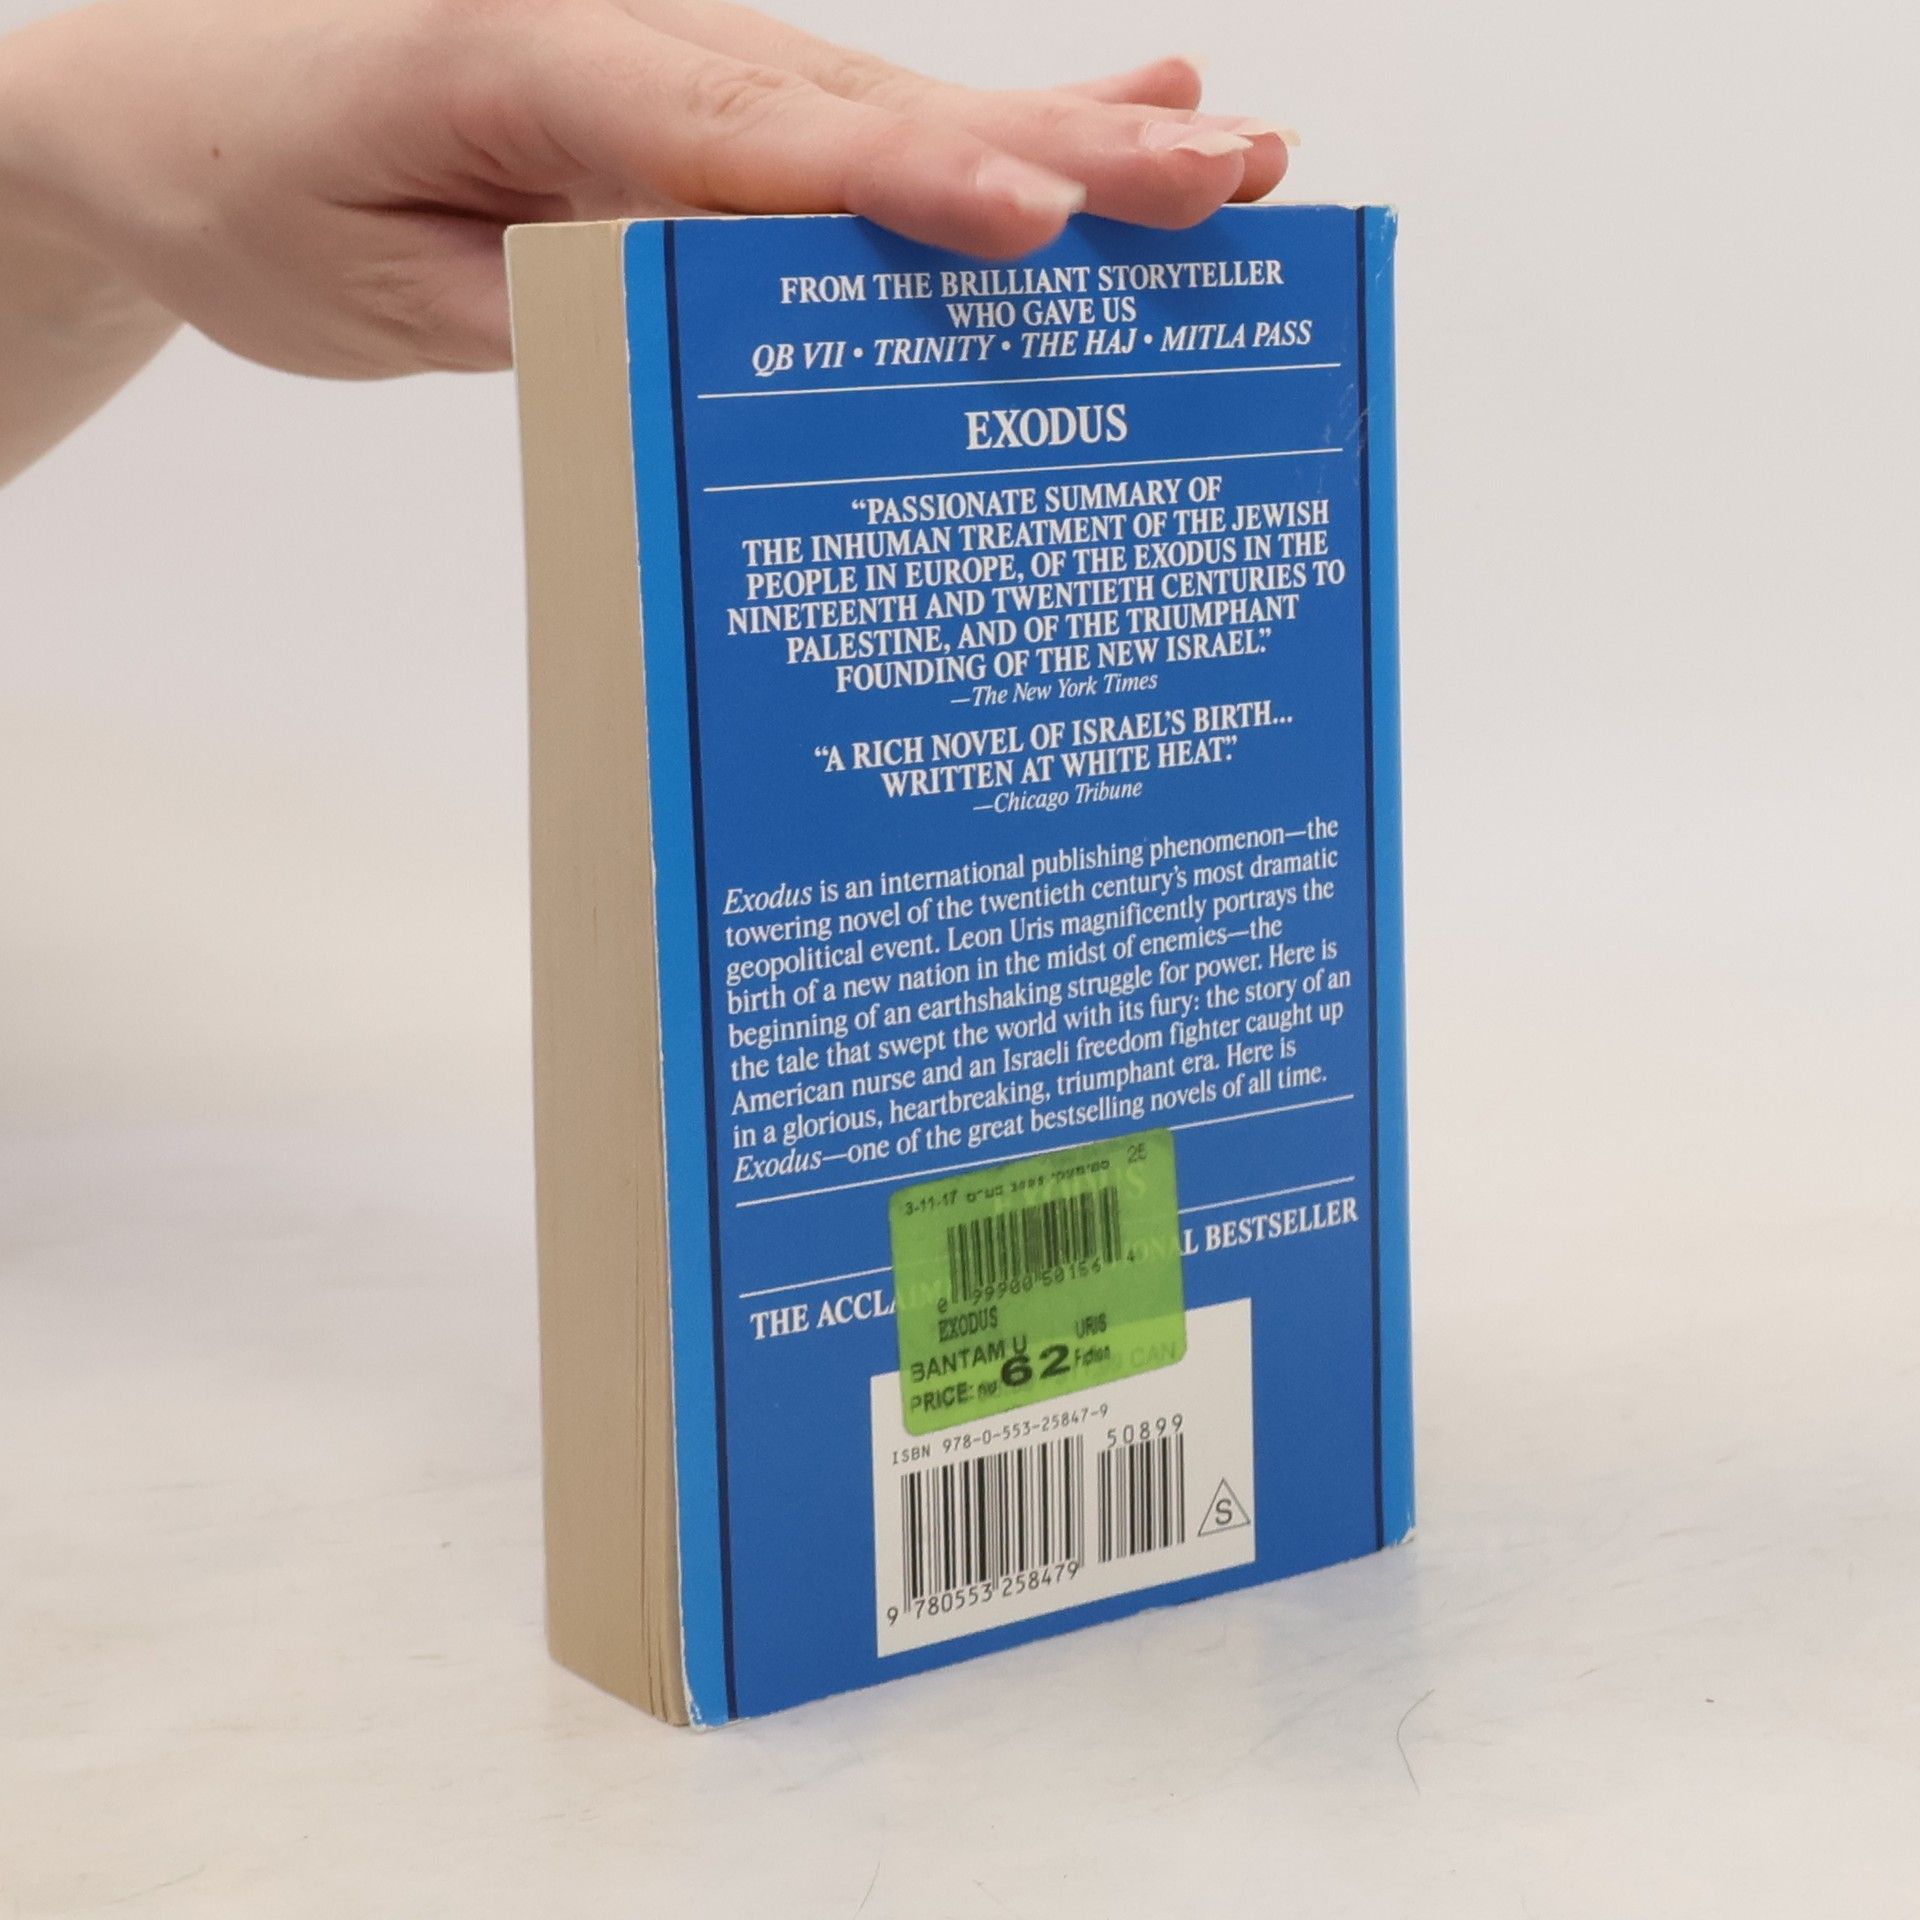 FROM THE BRILLIANT STORYTELLER
WHO GAVE US
QB VII • TRINITY • THE HAJ • MITLA PASS
EXODUS
“PASSIONATE SUMMARY OF
THE INHUMAN TREATMENT OF THE JEWISH
PEOPLE IN EUROPE, OF THE EXODUS IN THE
NINETEENTH AND TWENTIETH CENTURIES TO
PALESTINE, AND OF THE TRIUMPHANT
FOUNDING OF THE NEW ISRAEL.”
—The New York Times
“A RICH NOVEL OF ISRAEL’S BIRTH...
WRITTEN AT WHITE HEAT.”
—Chicago Tribune
Exodus is an international publishing phenomenon—the
towering novel of the twentieth century’s most dramatic
geopolitical event. Leon Uris magnificently portrays the
birth of a new nation in the midst of enemies—the
beginning of an earthshaking struggle for power. Here is
the tale that swept the world with its fury: the story of an
American nurse and an Israeli freedom fighter caught up
in a glorious, heartbreaking, triumphant era. Here is
Exodus—one of the great bestselling novels of all time.
3-11-17 25
THE ACCLAIM ONAL BESTSELLER
0 99900 50156 4
EXODUS URIS
BANTAM U Fiction
PRICE: 62
ISBN 978-0-553-25847-9
50899
S
9 780553 258479